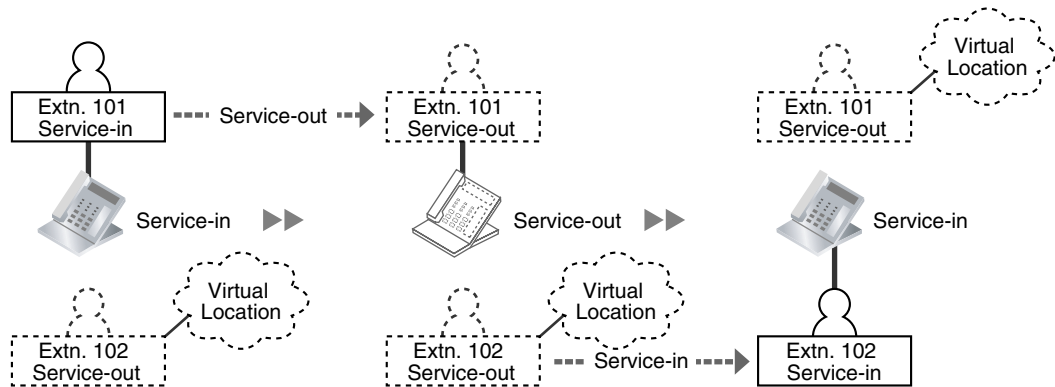 Virtual
Location
Extn. 101
Service-in
Service-out
Extn. 101
Service-out
Extn. 101
Service-out
Service-in
Service-out
Service-in
Virtual
Location
Virtual
Location
Extn. 102
Service-out
Extn. 102
Service-out
Service-in
Extn. 102
Service-in